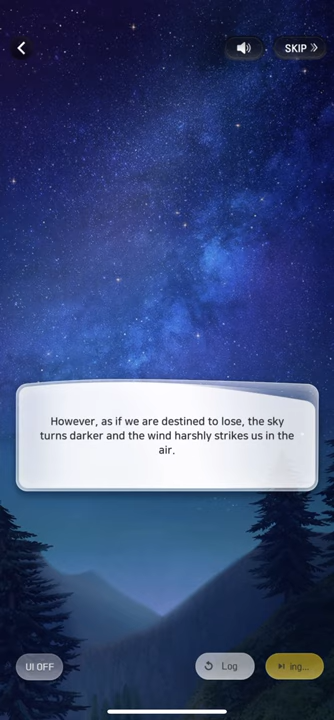 SKIP
However, as if we are destined to lose, the sky
turns darker and the wind harshly strikes us in the
air.
UI OFF
Log
ing...